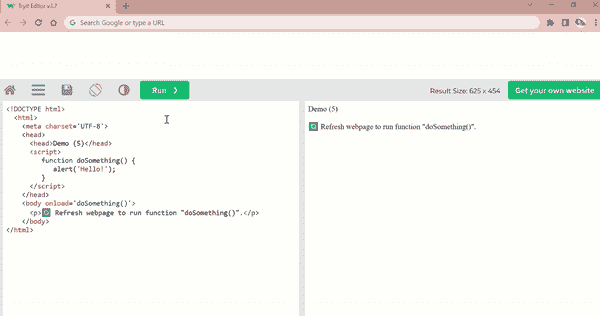 Tryit Editor v3.7
Search Google or type a URL
Run ❯
Result Size: 625 x 454
Get your own website
<!DOCTYPE html>
<html>
<meta charset='UTF-8'>
<head>
<head>Demo (5)</head>
<script>
function doSomething() {
alert('Hello!');
}
</script>
</head>
<body onload='doSomething()'>
<p> Refresh webpage to run function "doSomething()".</p>
</body>
</html>
Demo (5)
Refresh webpage to run function "doSomething()".